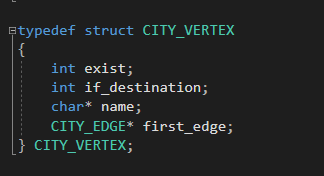 typedef struct CITY_VERTEX
{
    int exist;
    int if_destination;
    char* name;
    CITY_EDGE* first_edge;
} CITY_VERTEX;